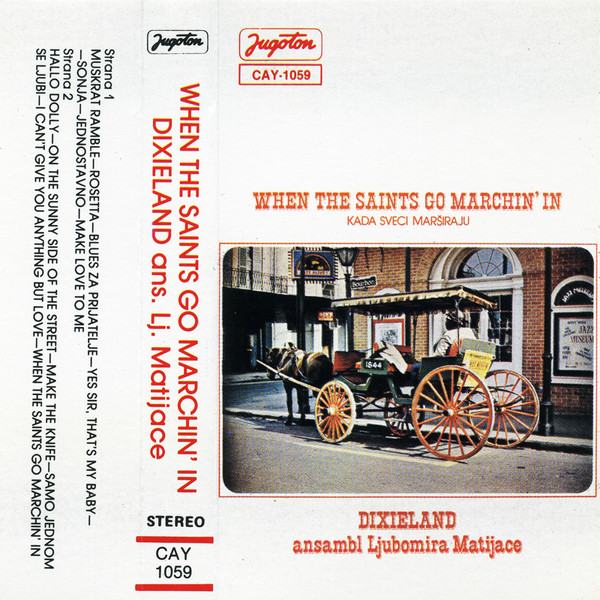 Strana 1
MUSKRAT RAMBLE—ROSETTA—BLUES ZA PRIJATELJE—YES SIR, THAT'S MY BABY—
—SONJA—JEDNOSTAVNO—MAKE LOVE TO ME
Strana 2
HALLO DOLLY—ON THE SUNNY SIDE OF THE STREET—MAKE THE KNIFE—SAMO JEDNOM
SE LJUBI—I CAN'T GIVE YOU ANYTHING BUT LOVE—WHEN THE SAINTS GO MARCHIN' IN
Jugoton
WHEN THE SAINTS GO MARCHIN' IN
DIXIELAND ans. Lj. Matijace
STEREO
CAY
1059
Jugoton
CAY-1059
WHEN THE SAINTS GO MARCHIN' IN
KADA SVECI MARŠIRAJU
Bourbon
1844
JAZZ
MUSEUM
DIXIELAND
ansambl Ljubomira Matijace